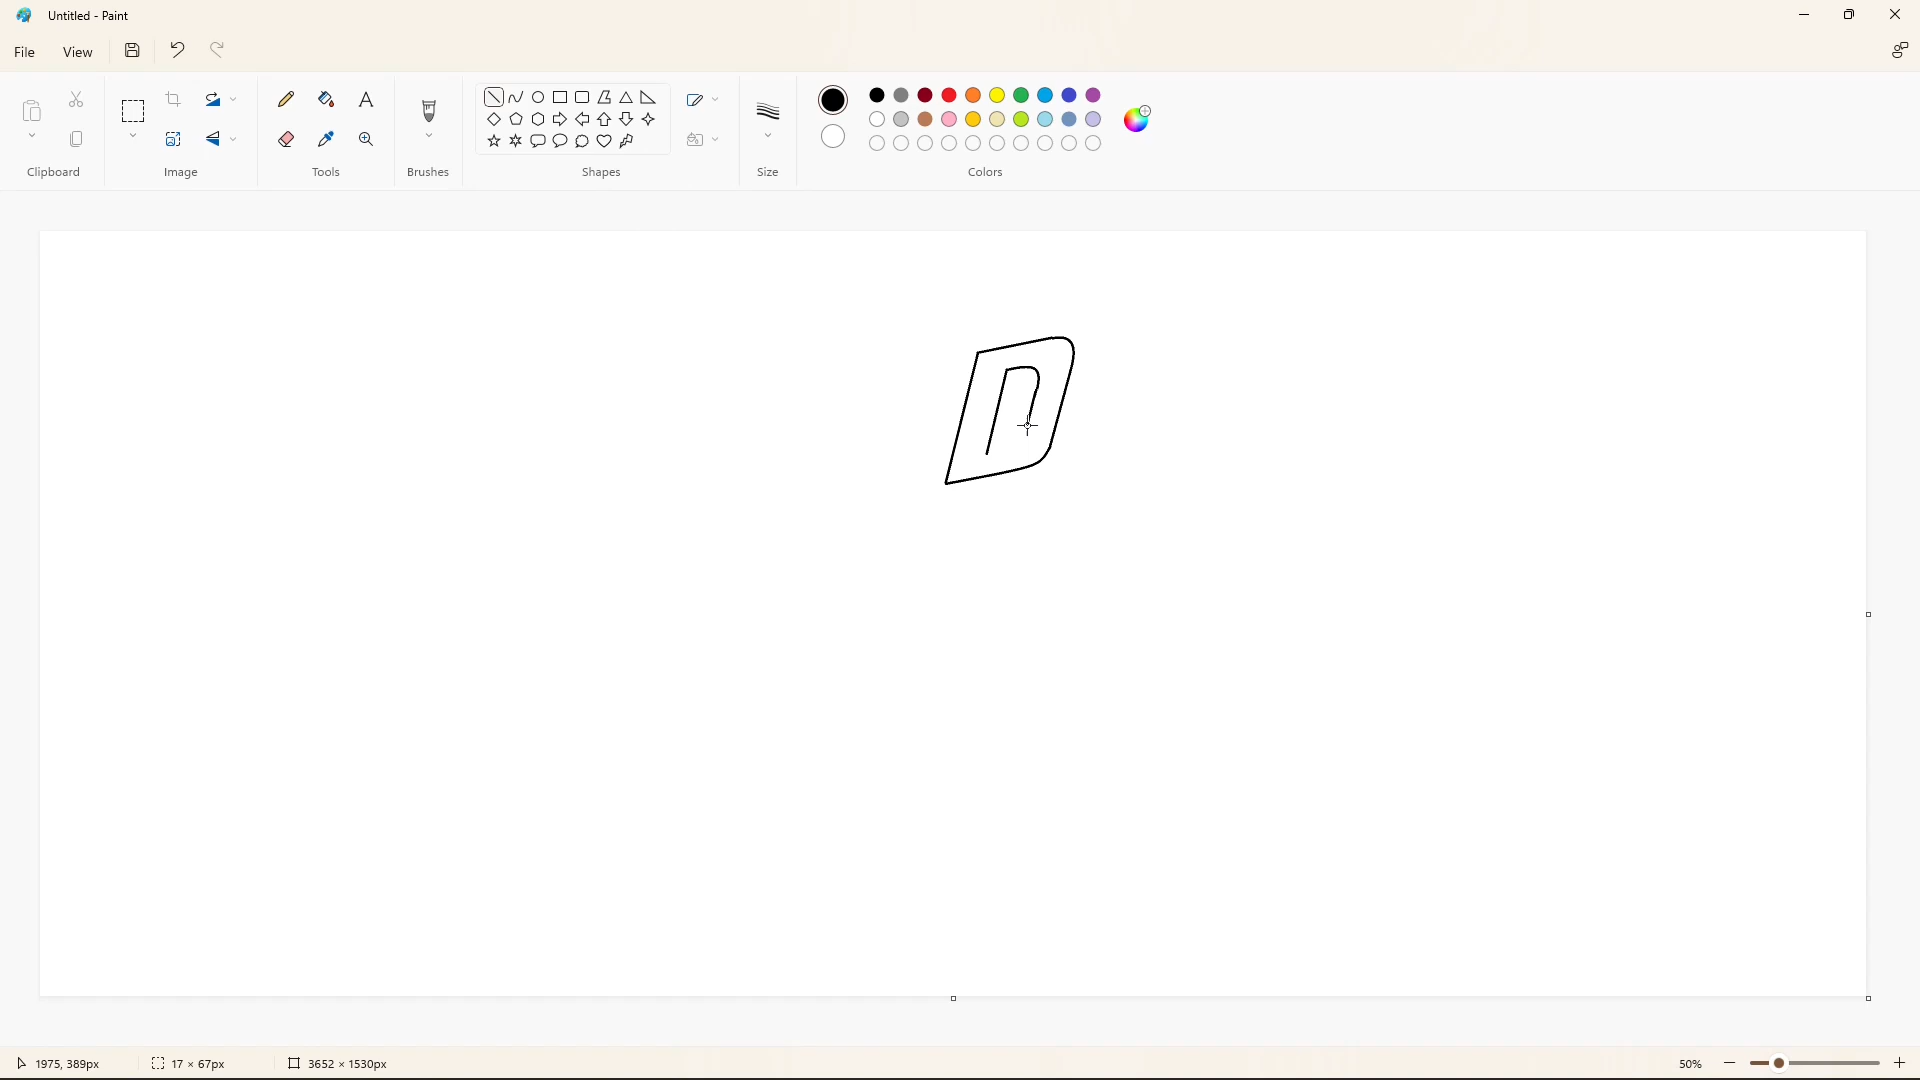 Untitled - Paint
File View
Clipboard Image Tools Brushes Shapes Size Colors
D
1975, 389px 17 × 67px 3652 × 1530px 50%